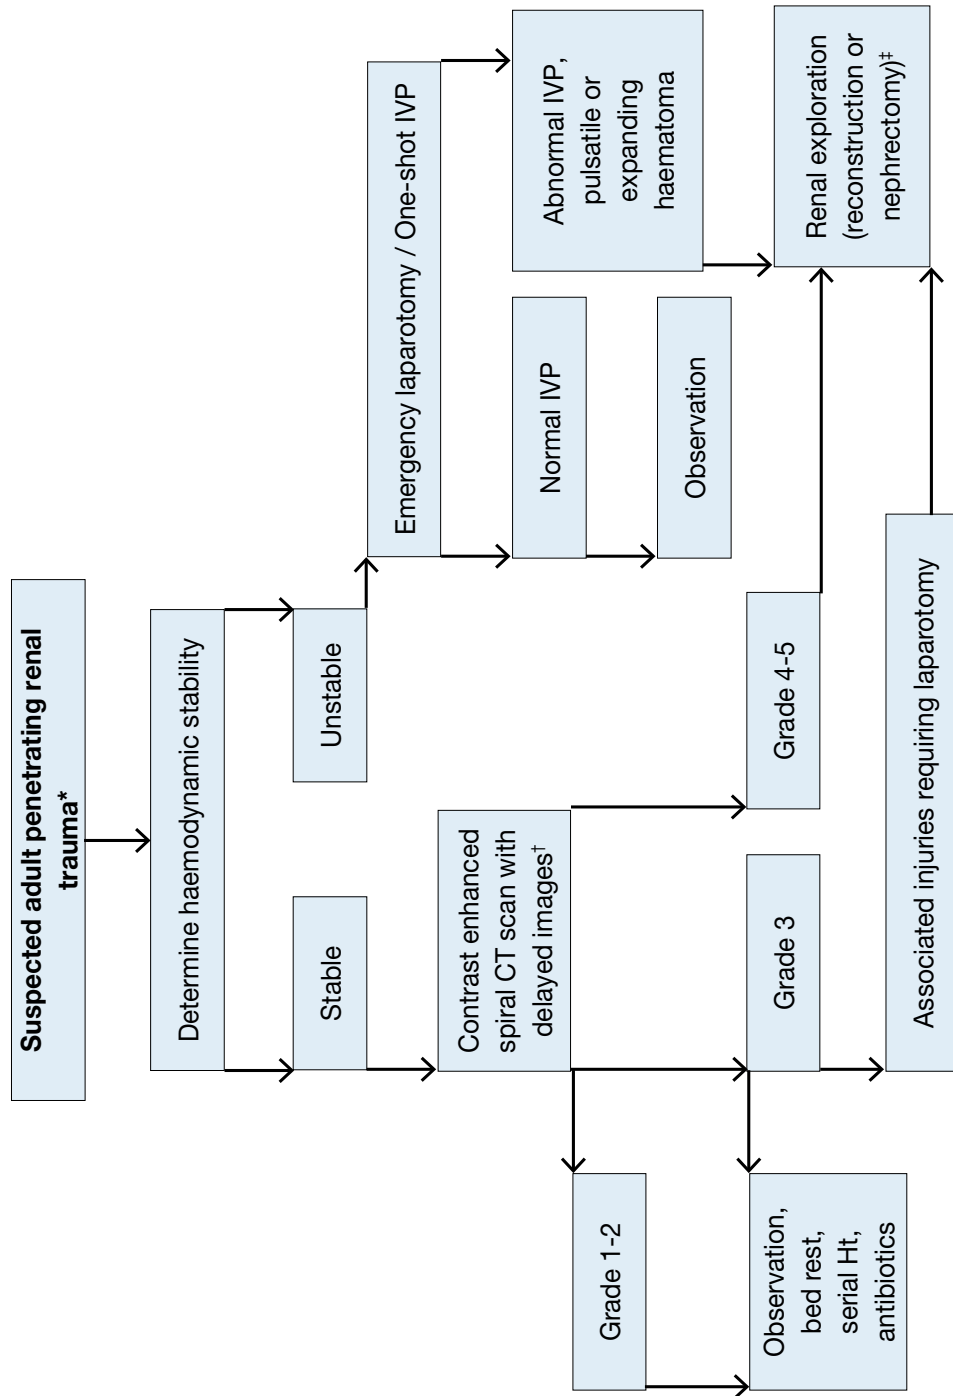 Suspected adult penetrating renal
trauma*
Determine haemodynamic stability
Stable
Unstable
Contrast enhanced
spiral CT scan with
delayed images†
Emergency laparotomy / One-shot IVP
Grade 1-2
Grade 3
Grade 4-5
Normal IVP
Abnormal IVP,
pulsatile or
expanding
haematoma
Observation,
bed rest,
serial Ht,
antibiotics
Associated injuries requiring laparotomy
Observation
Renal exploration
(reconstruction or
nephrectomy)‡